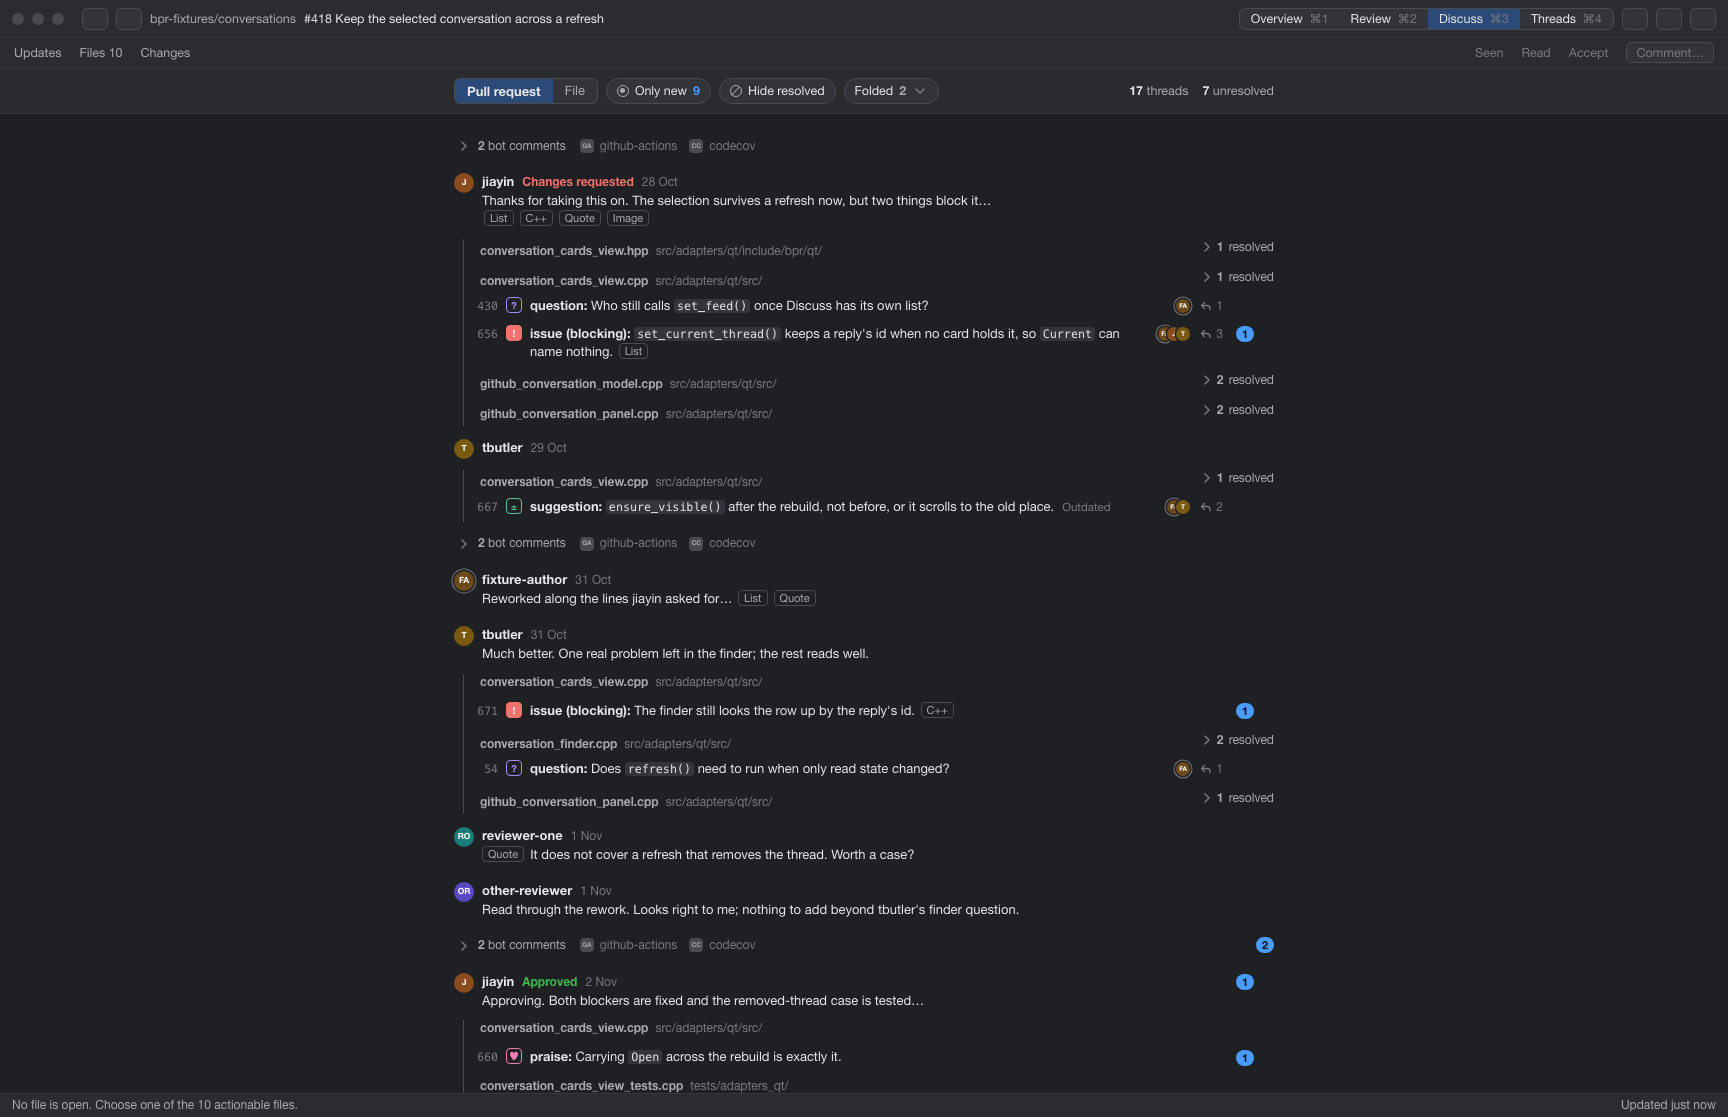 bpr-fixtures/conversations #418 Keep the selected conversation across a refresh
Overview ⌘1 Review ⌘2 Discuss ⌘3 Threads ⌘4
Updates Files 10 Changes
Seen Read Accept Comment…
Pull request File Only new 9 Hide resolved Folded 2
17 threads 7 unresolved
2 bot comments GA github-actions CC codecov
J jiayin Changes requested 28 Oct
Thanks for taking this on. The selection survives a refresh now, but two things block it…
List C++ Quote Image
conversation_cards_view.hpp src/adapters/qt/include/bpr/qt/ 1 resolved
conversation_cards_view.cpp src/adapters/qt/src/ 1 resolved
430 ? question: Who still calls set_feed() once Discuss has its own list? FA 1
656 ! issue (blocking): set_current_thread() keeps a reply's id when no card holds it, so Current can T 3 1
name nothing. List
github_conversation_model.cpp src/adapters/qt/src/ 2 resolved
github_conversation_panel.cpp src/adapters/qt/src/ 2 resolved
T tbutler 29 Oct
conversation_cards_view.cpp src/adapters/qt/src/ 1 resolved
667 ± suggestion: ensure_visible() after the rebuild, not before, or it scrolls to the old place. Outdated T 2
2 bot comments GA github-actions CC codecov
FA fixture-author 31 Oct
Reworked along the lines jiayin asked for… List Quote
T tbutler 31 Oct
Much better. One real problem left in the finder; the rest reads well.
conversation_cards_view.cpp src/adapters/qt/src/
671 ! issue (blocking): The finder still looks the row up by the reply's id. C++ 1
conversation_finder.cpp src/adapters/qt/src/ 2 resolved
54 ? question: Does refresh() need to run when only read state changed? FA 1
github_conversation_panel.cpp src/adapters/qt/src/ 1 resolved
RO reviewer-one 1 Nov
Quote It does not cover a refresh that removes the thread. Worth a case?
OR other-reviewer 1 Nov
Read through the rework. Looks right to me; nothing to add beyond tbutler's finder question.
2 bot comments GA github-actions CC codecov 2
J jiayin Approved 2 Nov 1
Approving. Both blockers are fixed and the removed-thread case is tested…
conversation_cards_view.cpp src/adapters/qt/src/
660 praise: Carrying Open across the rebuild is exactly it. 1
conversation_cards_view_tests.cpp tests/adapters_qt/
No file is open. Choose one of the 10 actionable files. Updated just now